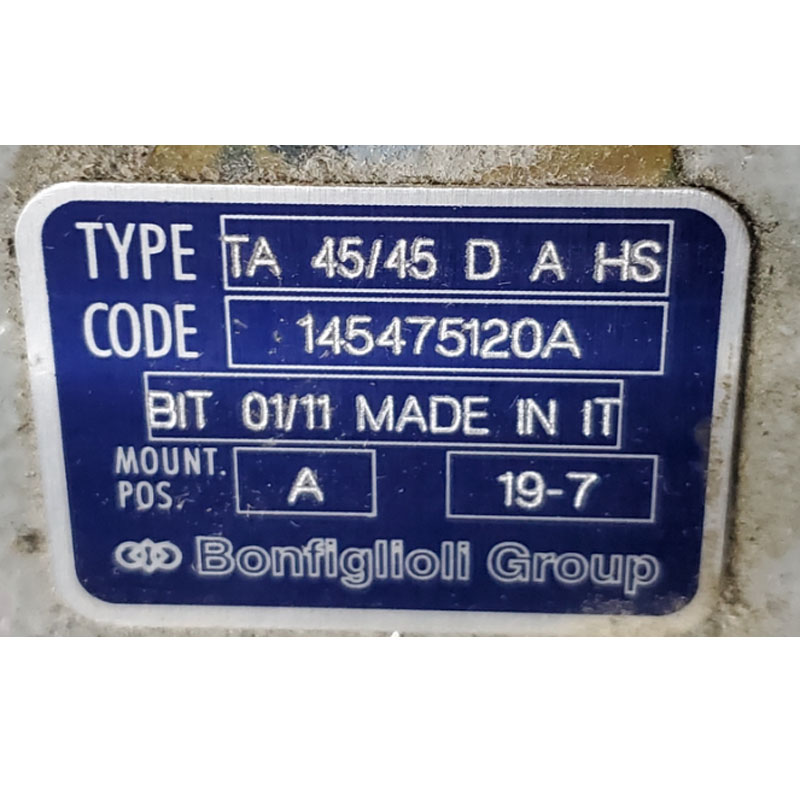 TYPE TA 45/45 D A HS
CODE 145475120A
BIT 01/11 MADE IN IT
MOUNT. POS. A 19-7
Bonfiglioli Group